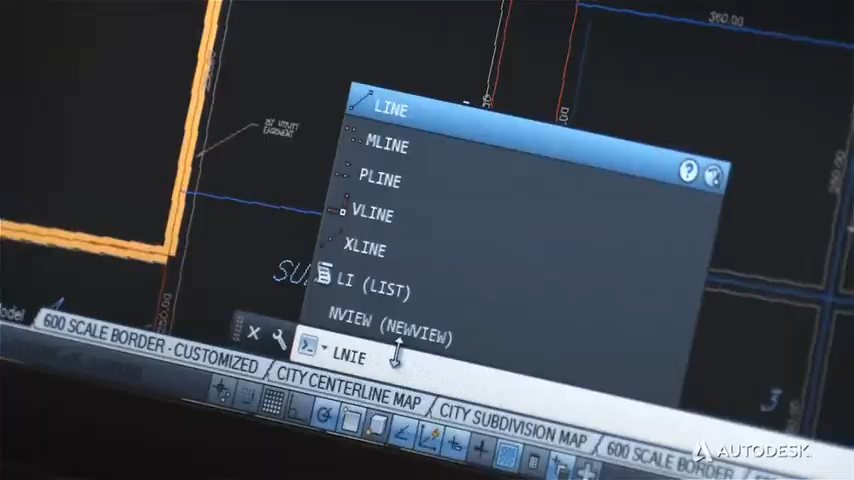 360.00
LINE
MLINE
PLINE
VLINE
XLINE
LI (LIST)
NVIEW (NEWVIEW)
LNIE
600 SCALE BORDER - CUSTOMIZED
CITY CENTERLINE MAP
CITY SUBDIVISION MAP
600 SCALE BORDER
3
AUTODESK